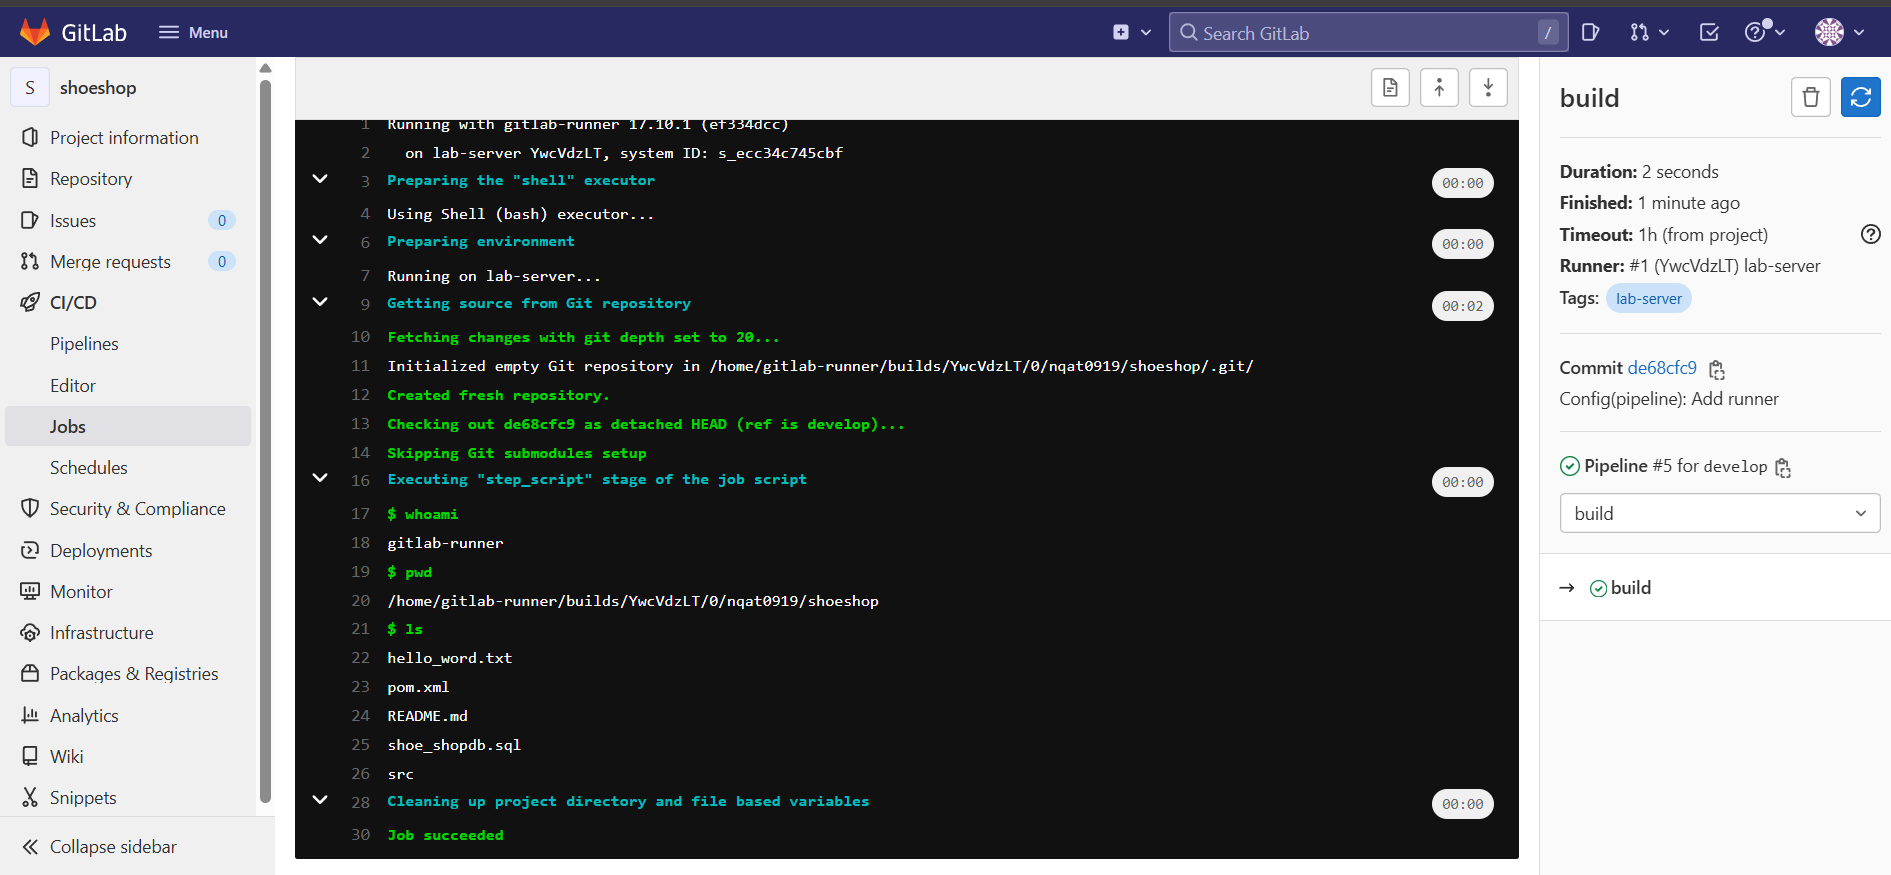 GitLab
Menu
Search GitLab
/
S shoeshop
Project information
Repository
Issues 0
Merge requests 0
CI/CD
Pipelines
Editor
Jobs
Schedules
Security & Compliance
Deployments
Monitor
Infrastructure
Packages & Registries
Analytics
Wiki
Snippets
Collapse sidebar
1 Running with gitlab-runner 17.10.1 (ef334dcc)
2 on lab-server YwcVdzLT, system ID: s_ecc34c745cbf
3 Preparing the "shell" executor 00:00
4 Using Shell (bash) executor...
6 Preparing environment 00:00
7 Running on lab-server...
9 Getting source from Git repository 00:02
10 Fetching changes with git depth set to 20...
11 Initialized empty Git repository in /home/gitlab-runner/builds/YwcVdzLT/0/nqat0919/shoeshop/.git/
12 Created fresh repository.
13 Checking out de68cfc9 as detached HEAD (ref is develop)...
14 Skipping Git submodules setup
16 Executing "step_script" stage of the job script 00:00
17 $ whoami
18 gitlab-runner
19 $ pwd
20 /home/gitlab-runner/builds/YwcVdzLT/0/nqat0919/shoeshop
21 $ ls
22 hello_word.txt
23 pom.xml
24 README.md
25 shoe_shopdb.sql
26 src
28 Cleaning up project directory and file based variables 00:00
30 Job succeeded
build
Duration: 2 seconds
Finished: 1 minute ago
Timeout: 1h (from project)
Runner: #1 (YwcVdzLT) lab-server
Tags: lab-server
Commit de68cfc9
Config(pipeline): Add runner
Pipeline #5 for develop
build
→ build